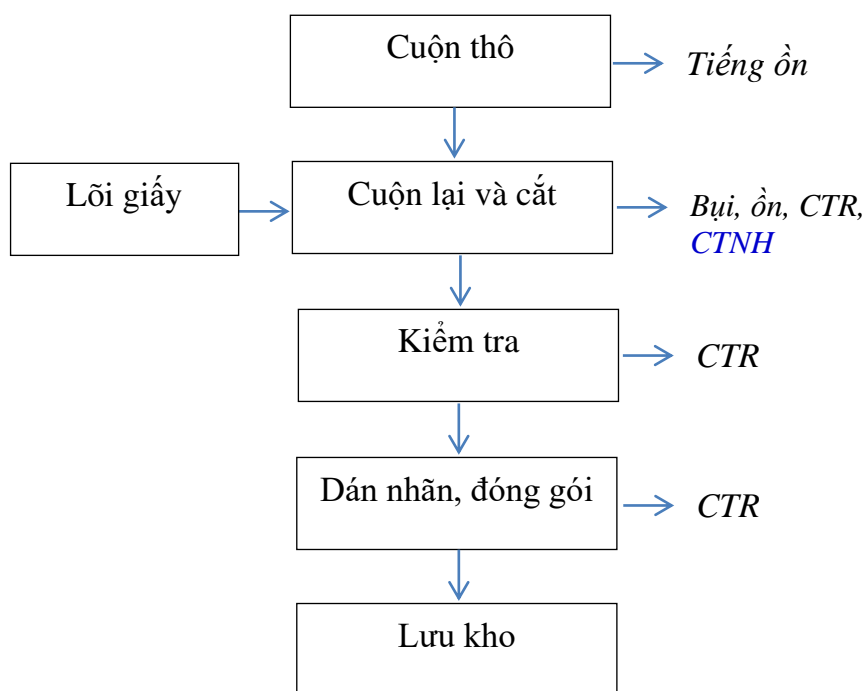 Cuộn thô
Tiếng ồn
Lõi giấy
Cuộn lại và cắt
Bụi, ồn, CTR,
CTNH
Kiểm tra
CTR
Dán nhãn, đóng gói
CTR
Lưu kho